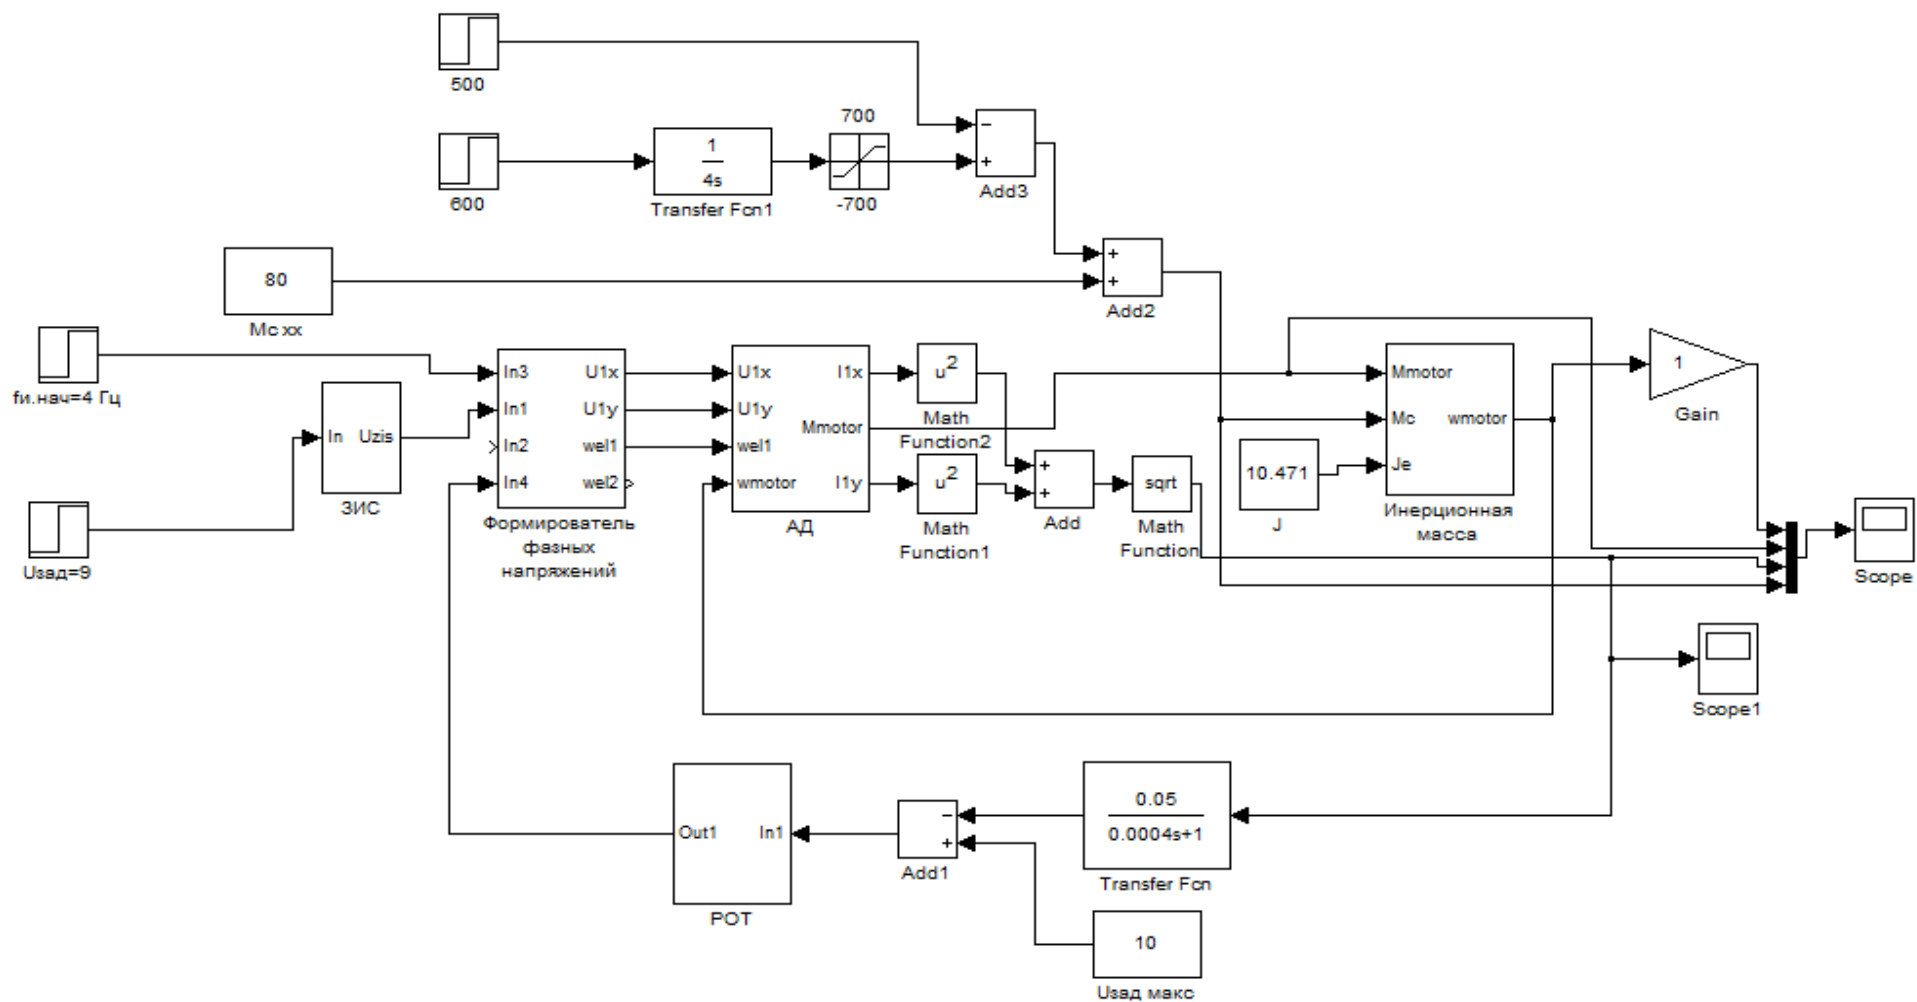 500
700
1
4s
600
Transfer Fcn1
-700
−
+
Add3
80
Mc xx
+
+
Add2
fи.нач=4 Гц
In3
U1x
In1
U1y
In2
wel1
In4
wel2
Формирователь
фазных
напряжений
In
Uzis
ЗИС
Uзад=9
U1x
I1x
U1y
Mmotor
wel1
wmotor
I1y
АД
u2
Math
Function2
u2
Math
Function1
+
+
Add
sqrt
Math
Function
10.471
J
Mmotor
Mc
wmotor
Je
Инерционная
масса
1
Gain
Scope
Scope1
Out1
In1
РОТ
−
+
Add1
0.05
0.0004s+1
Transfer Fcn
10
Uзад макс